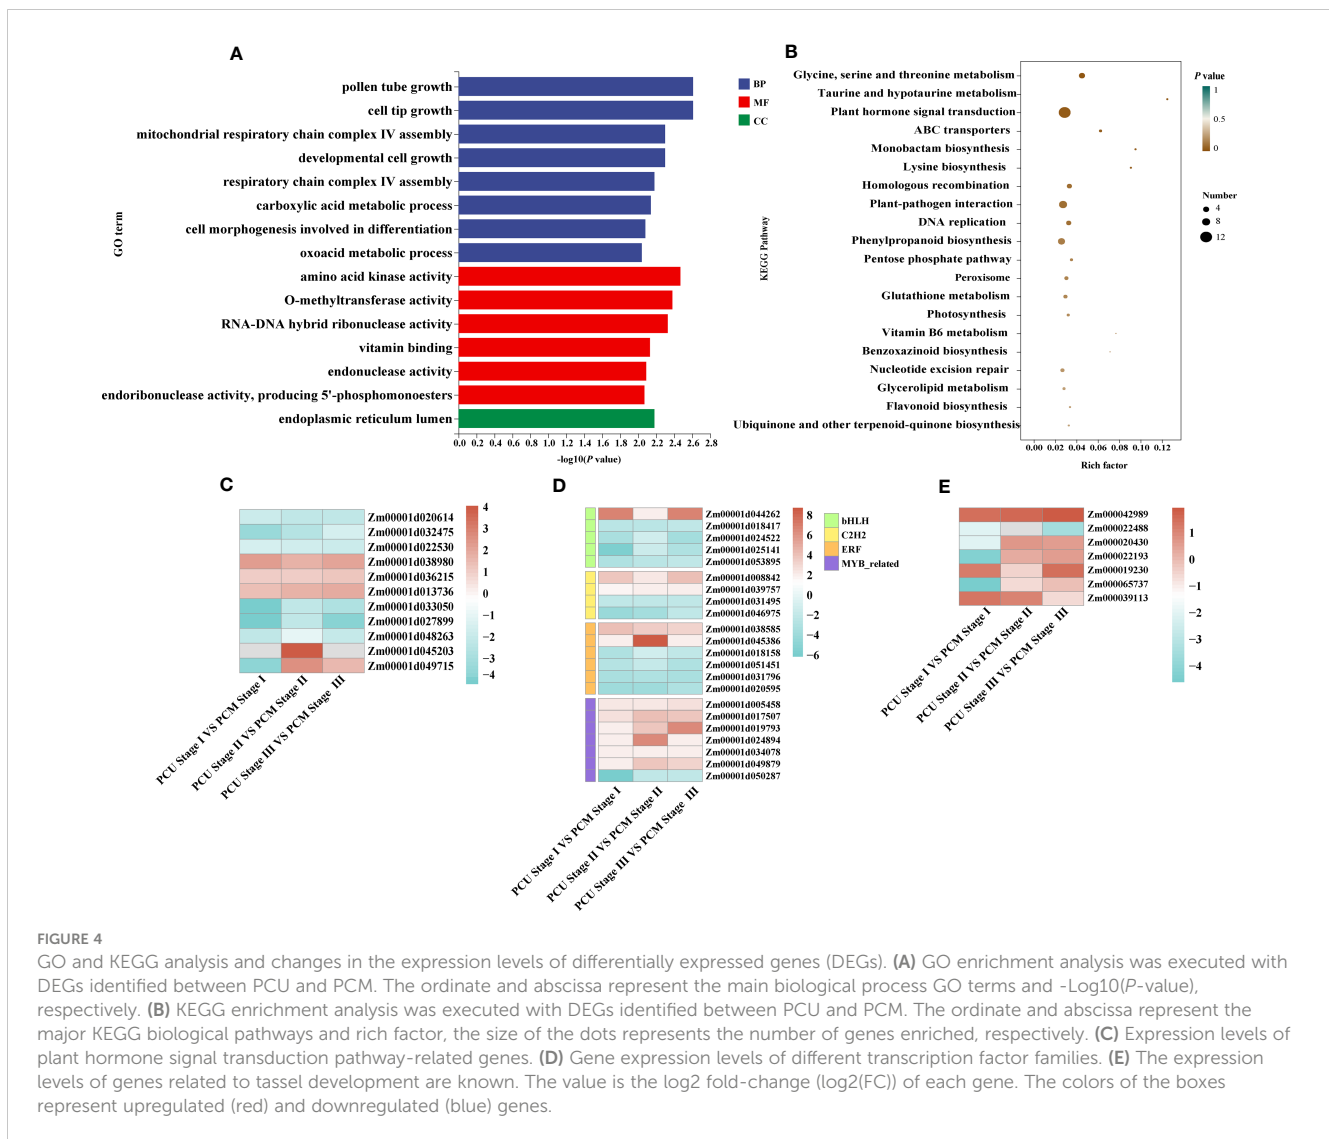 A
pollen tube growth
cell tip growth
mitochondrial respiratory chain complex IV assembly
developmental cell growth
respiratory chain complex IV assembly
carboxylic acid metabolic process
cell morphogenesis involved in differentiation
oxoacid metabolic process
amino acid kinase activity
O-methyltransferase activity
RNA-DNA hybrid ribonuclease activity
vitamin binding
endonuclease activity
endoribonuclease activity, producing 5'-phosphomonoesters
endoplasmic reticulum lumen
GO term
0.0 0.2 0.4 0.6 0.8 1.0 1.2 1.4 1.6 1.8 2.0 2.2 2.4 2.6 2.8
-log10(P value)
BP
MF
CC
B
Glycine, serine and threonine metabolism
Taurine and hypotaurine metabolism
Plant hormone signal transduction
ABC transporters
Monobactam biosynthesis
Lysine biosynthesis
Homologous recombination
Plant-pathogen interaction
DNA replication
Phenylpropanoid biosynthesis
Pentose phosphate pathway
Peroxisome
Glutathione metabolism
Photosynthesis
Vitamin B6 metabolism
Benzoxazinoid biosynthesis
Nucleotide excision repair
Glycerolipid metabolism
Flavonoid biosynthesis
Ubiquinone and other terpenoid-quinone biosynthesis
KEGG Pathway
0.00 0.02 0.04 0.06 0.08 0.10 0.12
Rich factor
P value
1
0.5
0
Number
4
8
12
C
Zm00001d020614
Zm00001d032475
Zm00001d022530
Zm00001d038980
Zm00001d036215
Zm00001d013736
Zm00001d033050
Zm00001d027899
Zm00001d048263
Zm00001d045203
Zm00001d049715
4
3
2
1
0
−1
−2
−3
−4
PCU Stage I VS PCM Stage I
PCU Stage II VS PCM Stage II
PCU Stage III VS PCM Stage III
D
Zm00001d044262
Zm00001d018417
Zm00001d024522
Zm00001d025141
Zm00001d053895
Zm00001d008842
Zm00001d039757
Zm00001d031495
Zm00001d046975
Zm00001d038585
Zm00001d045386
Zm00001d018158
Zm00001d051451
Zm00001d031796
Zm00001d020595
Zm00001d005458
Zm00001d017507
Zm00001d019793
Zm00001d024894
Zm00001d034078
Zm00001d049879
Zm00001d050287
8
6
4
2
0
−2
−4
−6
bHLH
C2H2
ERF
MYB_related
PCU Stage I VS PCM Stage I
PCU Stage II VS PCM Stage II
PCU Stage III VS PCM Stage III
E
Zm000042989
Zm000022488
Zm000020430
Zm000022193
Zm000019230
Zm000065737
Zm000039113
1
0
−1
−2
−3
−4
PCU Stage I VS PCM Stage I
PCU Stage II VS PCM Stage II
PCU Stage III VS PCM Stage III
FIGURE 4
GO and KEGG analysis and changes in the expression levels of differentially expressed genes (DEGs). (A) GO enrichment analysis was executed with
DEGs identified between PCU and PCM. The ordinate and abscissa represent the main biological process GO terms and -Log10(P-value),
respectively. (B) KEGG enrichment analysis was executed with DEGs identified between PCU and PCM. The ordinate and abscissa represent the
major KEGG biological pathways and rich factor, the size of the dots represents the number of genes enriched, respectively. (C) Expression levels of
plant hormone signal transduction pathway-related genes. (D) Gene expression levels of different transcription factor families. (E) The expression
levels of genes related to tassel development are known. The value is the log2 fold-change (log2(FC)) of each gene. The colors of the boxes
represent upregulated (red) and downregulated (blue) genes.